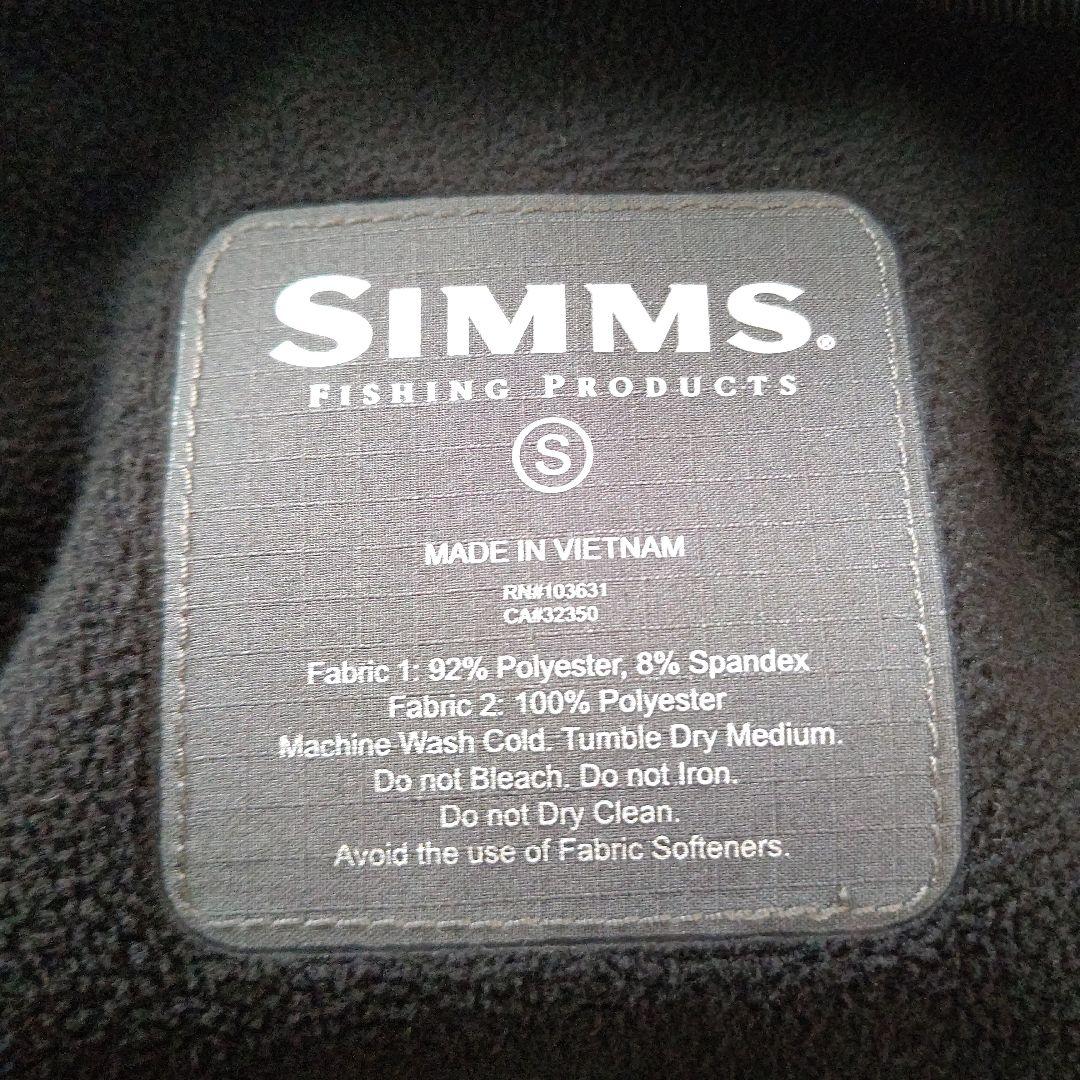 SIMMS®
FISHING PRODUCTS
S
MADE IN VIETNAM
RN#103631
CA#32350
Fabric 1: 92% Polyester, 8% Spandex
Fabric 2: 100% Polyester
Machine Wash Cold. Tumble Dry Medium.
Do not Bleach. Do not Iron.
Do not Dry Clean.
Avoid the use of Fabric Softeners.